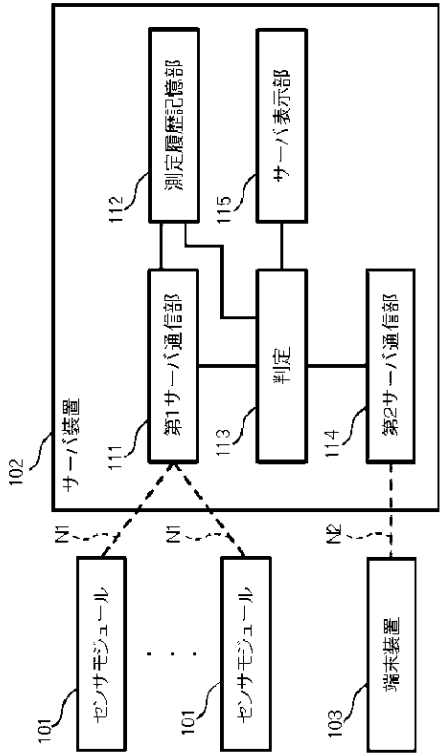 102
サーバ装置
112
測定履歴記憶部
115
サーバ表示部
111
第1サーバ通信部
113
判定
114
第2サーバ通信部
N1
N1
N2
101
センサモジュール
・・・
101
センサモジュール
103
端末装置